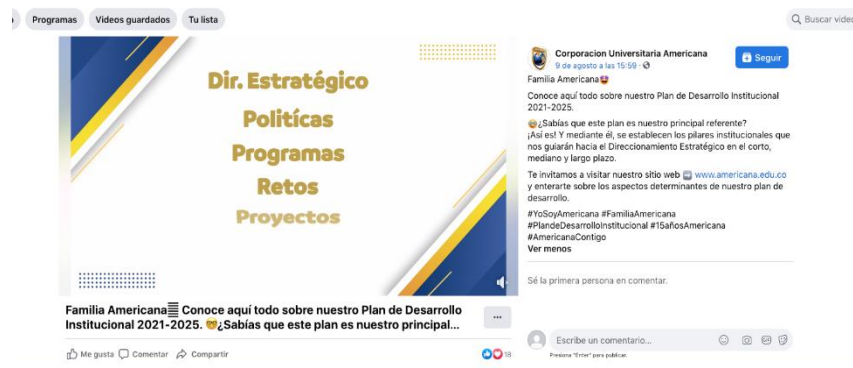 Programas Videos guardados Tu lista
Buscar videos
Dir. Estratégico
Politícas
Programas
Retos
Proyectos
Familia Americana Conoce aquí todo sobre nuestro Plan de Desarrollo
Institucional 2021-2025. ¿Sabías que este plan es nuestro principal...
Me gusta Comentar Compartir
18
Corporacion Universitaria Americana
9 de agosto a las 15:59
Seguir
Familia Americana
Conoce aquí todo sobre nuestro Plan de Desarrollo Institucional
2021-2025.
¿Sabías que este plan es nuestro principal referente?
¡Así es! Y mediante él, se establecen los pilares institucionales que
nos guiarán hacia el Direccionamiento Estratégico en el corto,
mediano y largo plazo.
Te invitamos a visitar nuestro sitio web www.americana.edu.co
y enterarte sobre los aspectos determinantes de nuestro plan de
desarrollo.
#YoSoyAmericana #FamiliaAmericana
#PlandeDesarrolloInstitucional #15añosAmericana
#AmericanaContigo
Ver menos
Sé la primera persona en comentar.
Escribe un comentario...
Presiona "Enter" para publicar.